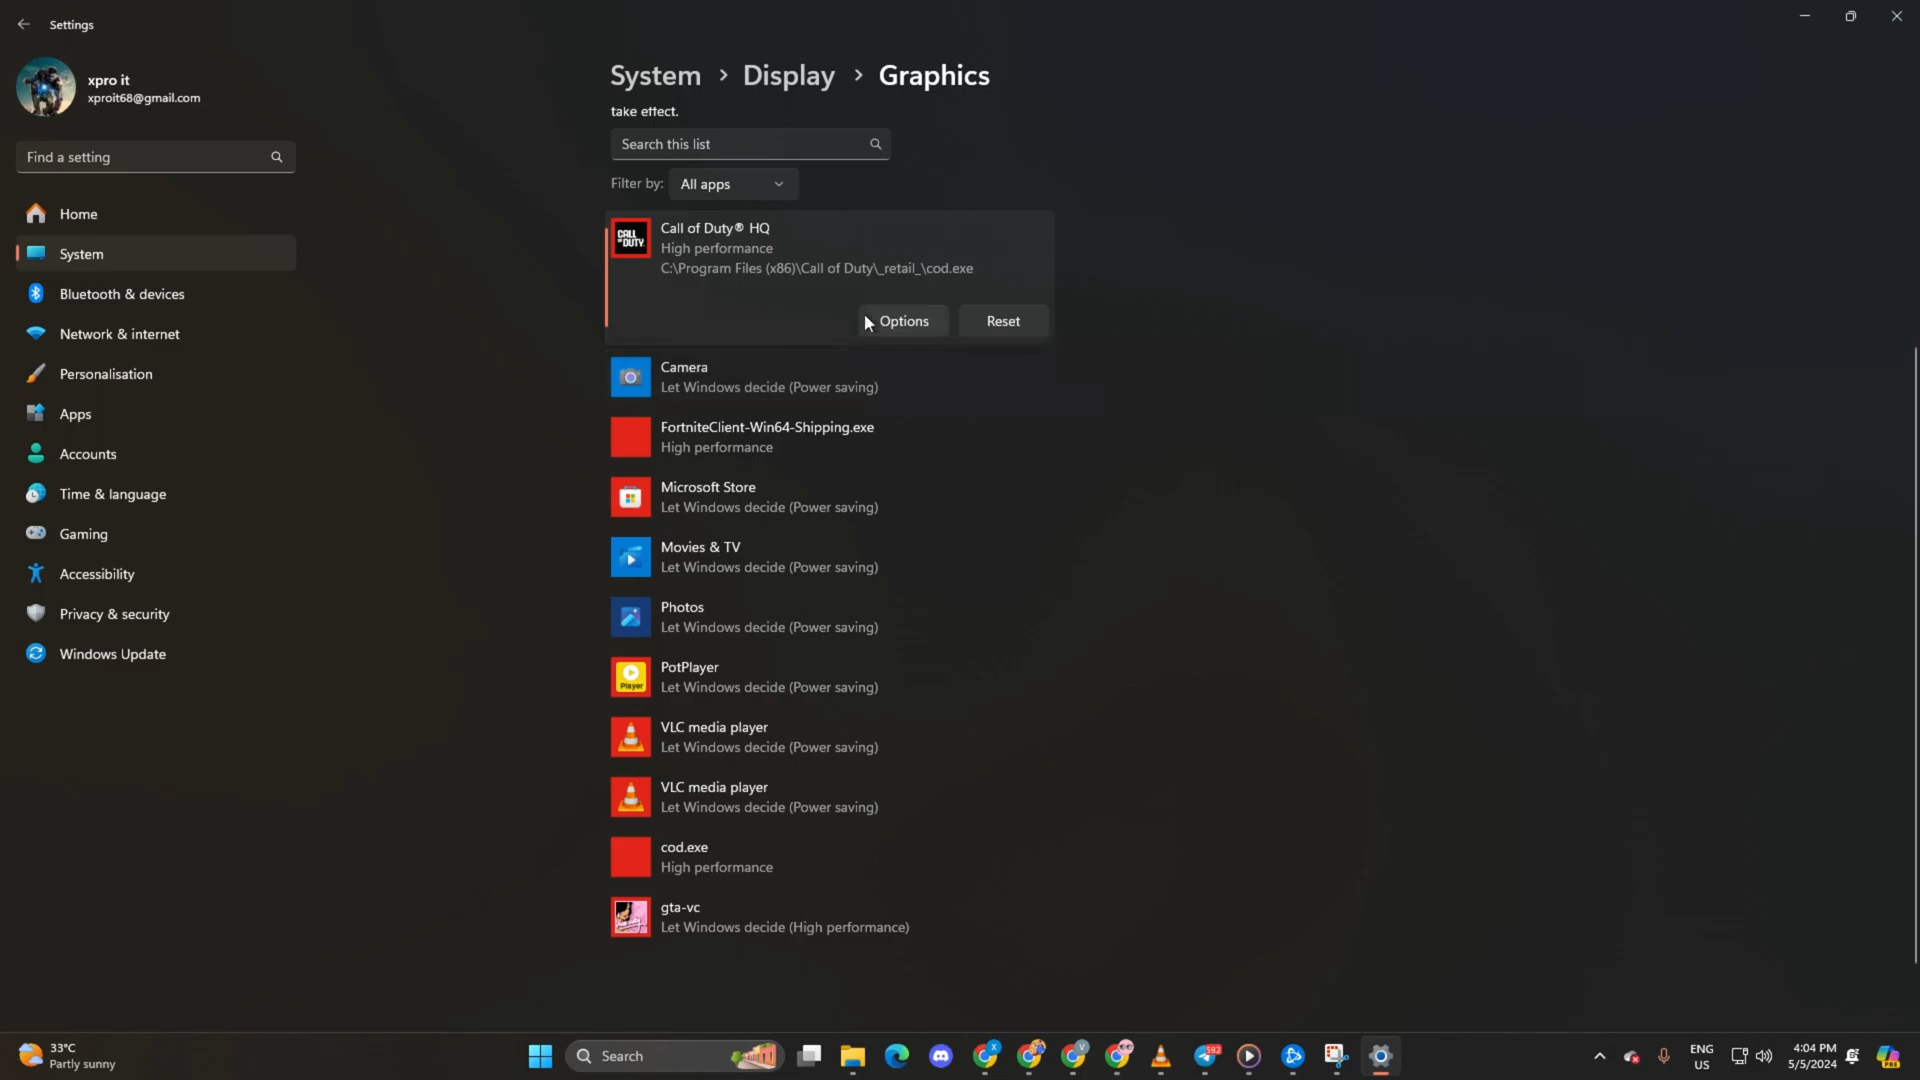 Settings
xpro it
xproit68@gmail.com
Find a setting
Home
System
Bluetooth & devices
Network & internet
Personalisation
Apps
Accounts
Time & language
Gaming
Accessibility
Privacy & security
Windows Update
System > Display > Graphics
take effect.
Search this list
Filter by: All apps
CALL OF DUTY.
Call of Duty® HQ
High performance
C:\Program Files (x86)\Call of Duty\_retail_\cod.exe
Options Reset
Camera
Let Windows decide (Power saving)
FortniteClient-Win64-Shipping.exe
High performance
Microsoft Store
Let Windows decide (Power saving)
Movies & TV
Let Windows decide (Power saving)
Photos
Let Windows decide (Power saving)
Player
PotPlayer
Let Windows decide (Power saving)
VLC media player
Let Windows decide (Power saving)
VLC media player
Let Windows decide (Power saving)
cod.exe
High performance
gta-vc
Let Windows decide (High performance)
33°C
Partly sunny
Search
X
V
592
ENG
US
4:04 PM
5/5/2024
PRE